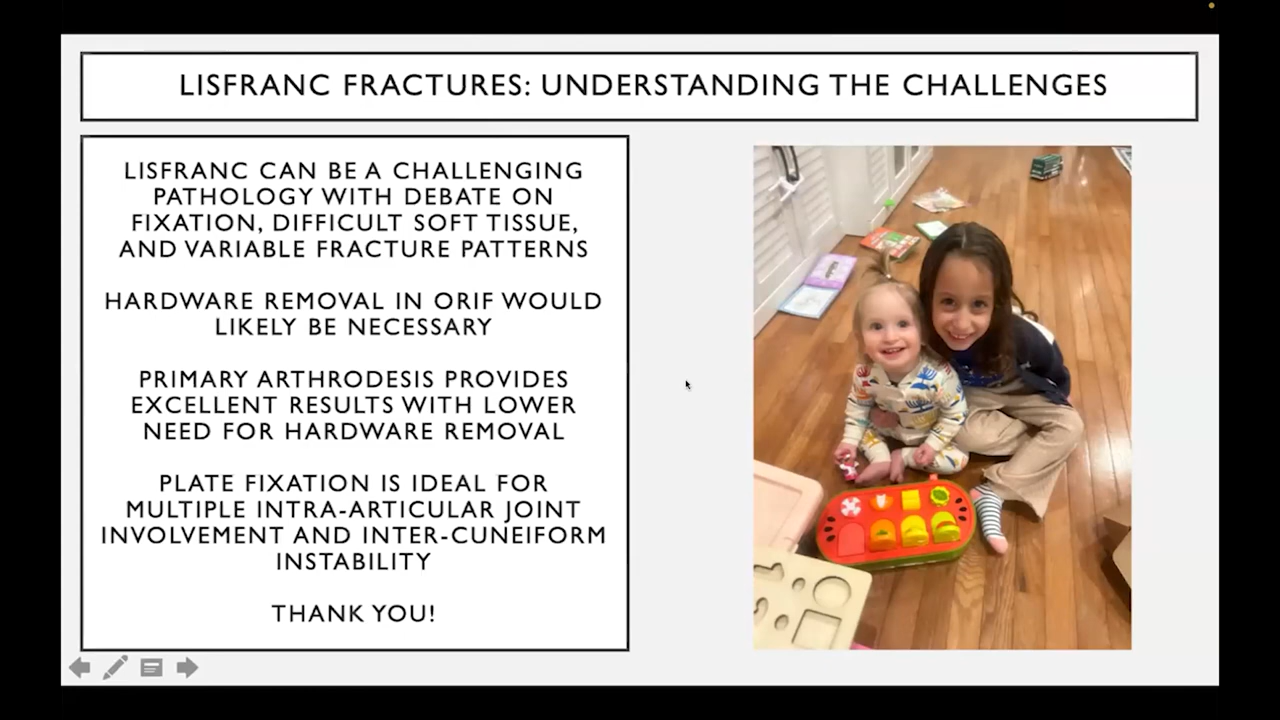 LISFRANC FRACTURES: UNDERSTANDING THE CHALLENGES
LISFRANC CAN BE A CHALLENGING
PATHOLOGY WITH DEBATE ON
FIXATION, DIFFICULT SOFT TISSUE,
AND VARIABLE FRACTURE PATTERNS
HARDWARE REMOVAL IN ORIF WOULD
LIKELY BE NECESSARY
PRIMARY ARTHRODESIS PROVIDES
EXCELLENT RESULTS WITH LOWER
NEED FOR HARDWARE REMOVAL
PLATE FIXATION IS IDEAL FOR
MULTIPLE INTRA-ARTICULAR JOINT
INVOLVEMENT AND INTER-CUNEIFORM
INSTABILITY
THANK YOU!